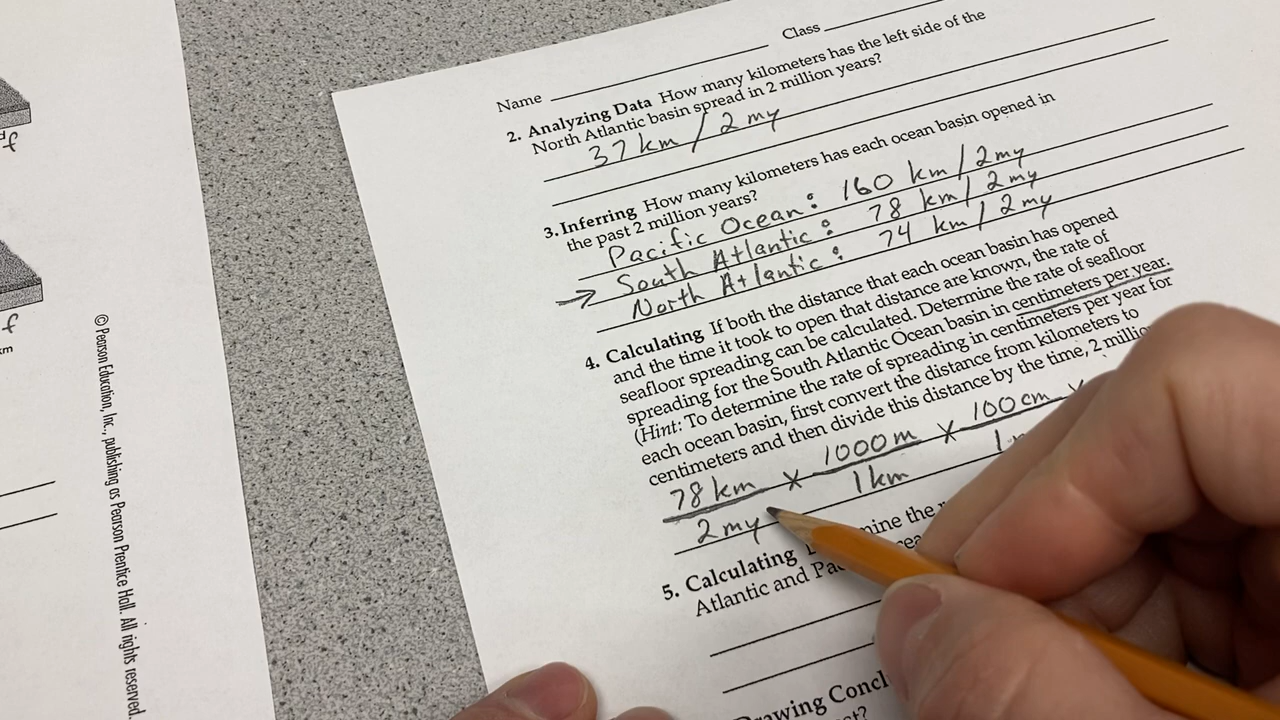 Name
Class
2. Analyzing Data How many kilometers has the left side of the
North Atlantic basin spread in 2 million years?
37 km / 2 my
3. Inferring How many kilometers has each ocean basin opened in
the past 2 million years?
Pacific Ocean: 160 km / 2my
South Atlantic: 78 km / 2 my
→ North Atlantic: 74 km / 2 my
4. Calculating If both the distance that each ocean basin has opened
and the time it took to open that distance are known, the rate of
seafloor spreading can be calculated. Determine the rate of seafloor
spreading for the South Atlantic Ocean basin in centimeters per year.
(Hint: To determine the rate of spreading in centimeters per year for
each ocean basin, first convert the distance from kilometers to
centimeters and then divide this distance by the time, 2
78 km x 1000 m x 100 cm x
2 my 1 km 1
5. Calculating the
Atlantic and
Drawing
© Pearson Education, Inc., publishing as Pearson Prentice Hall. All rights reserved.
f
f